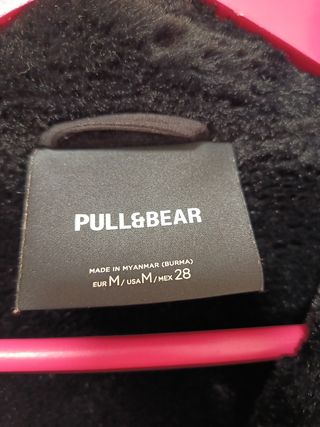 PULL&BEAR
MADE IN MYANMAR (BURMA)
EUR M/USA M/MEX 28